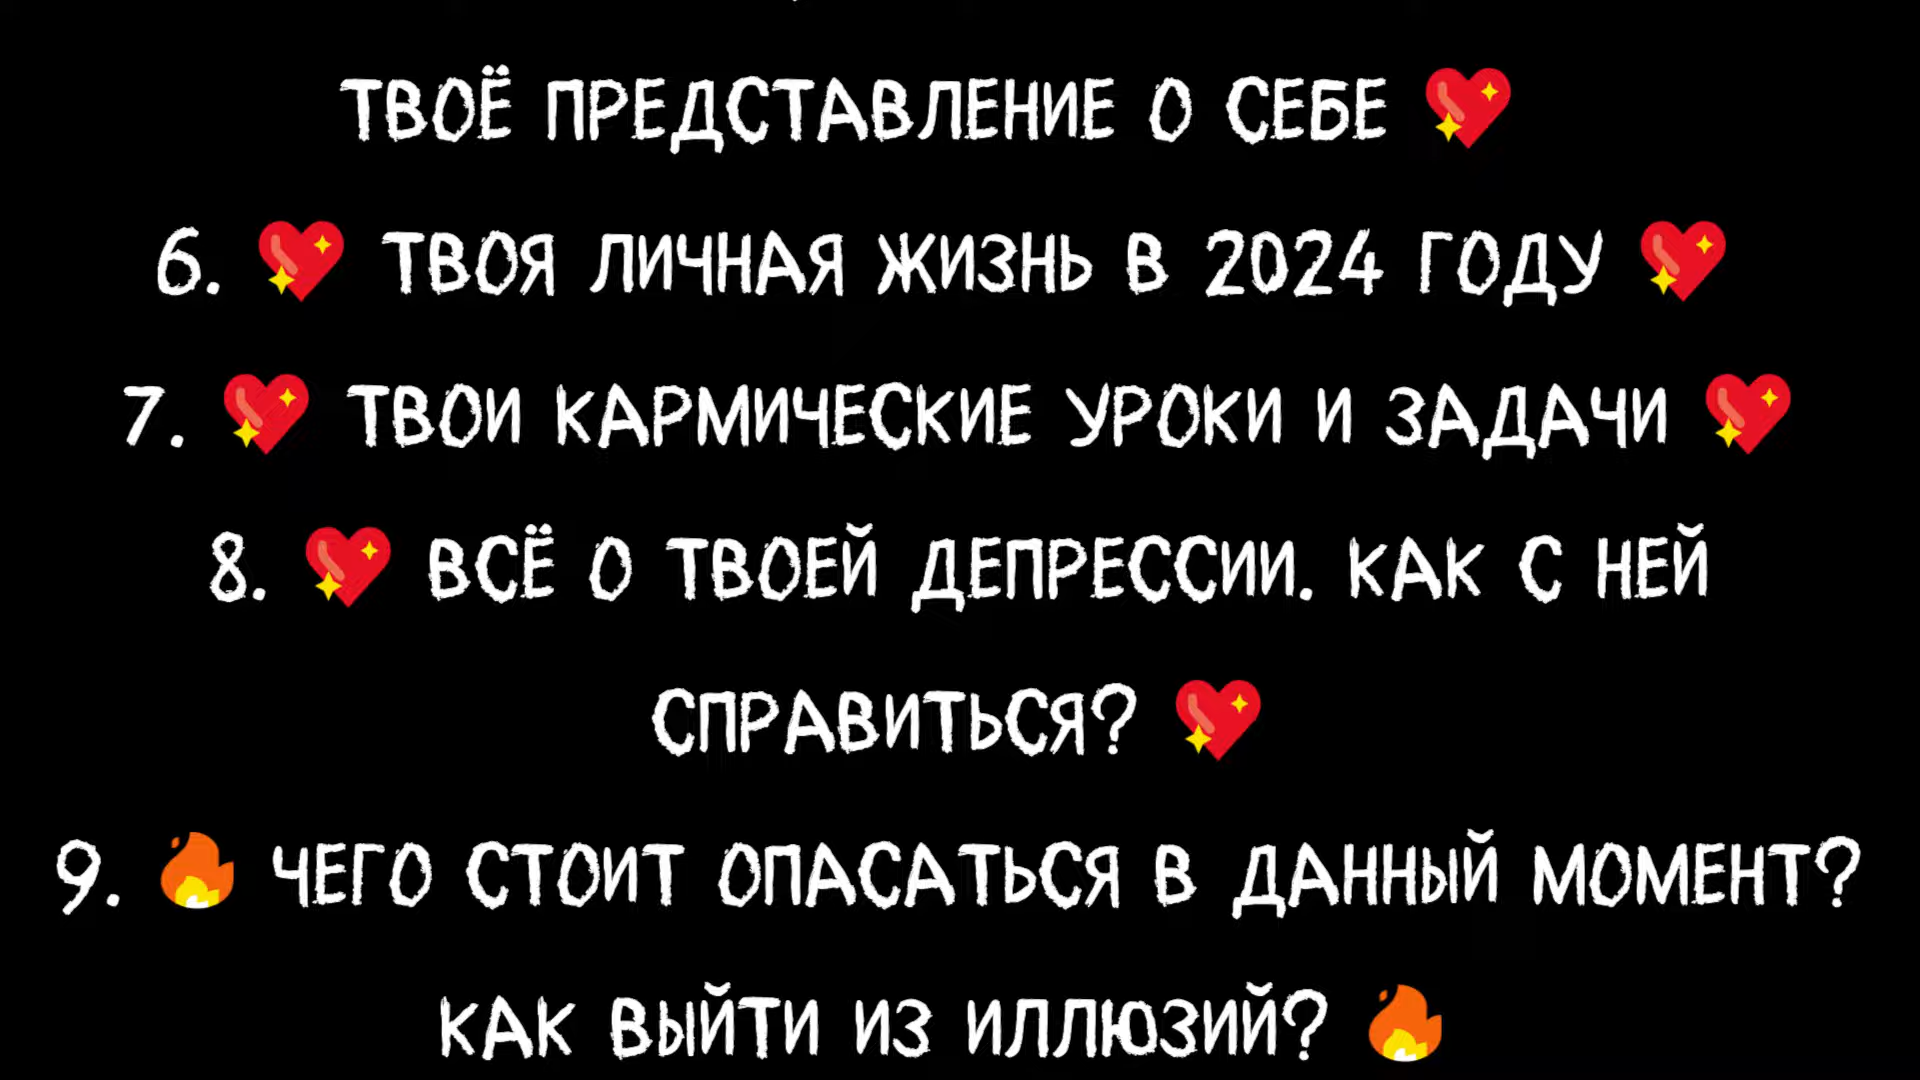 ТВОЁ ПРЕДСТАВЛЕНИЕ О СЕБЕ 💖
6. 💖 ТВОЯ ЛИЧНАЯ ЖИЗНЬ В 2024 ГОДУ 💖
7. 💖 ТВОИ КАРМИЧЕСКИЕ УРОКИ И ЗАДАЧИ 💖
8. 💖 ВСЁ О ТВОЕЙ ДЕПРЕССИИ. КАК С НЕЙ
СПРАВИТЬСЯ? 💖
9. 🔥 ЧЕГО СТОИТ ОПАСАТЬСЯ В ДАННЫЙ МОМЕНТ?
КАК ВЫЙТИ ИЗ ИЛЛЮЗИЙ? 🔥